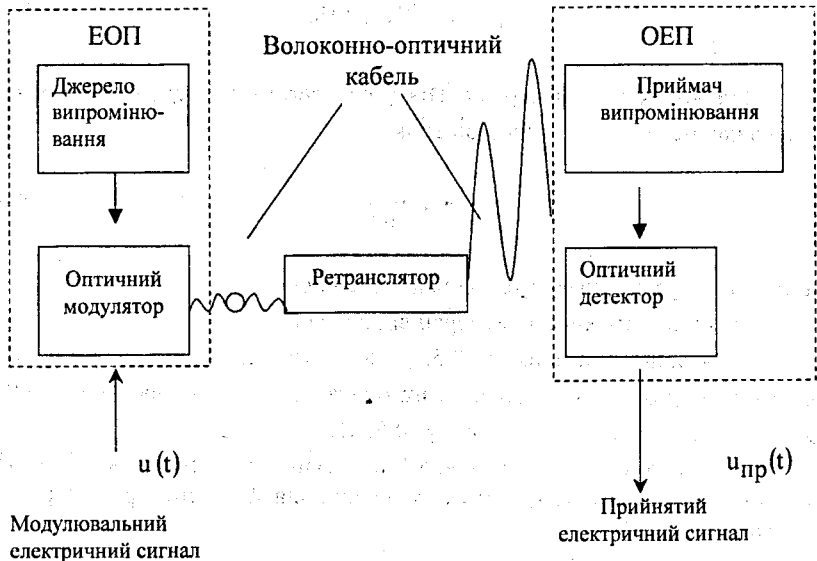 ЕОП
Волоконно-оптичний
кабель
ОЕП
Джерело
випроміню-
вання
Приймач
випромінювання
Оптичний
модулятор
Ретранслятор
Оптичний
детектор
u (t)
uпр(t)
Модулювальний
електричний сигнал
Прийнятий
електричний сигнал